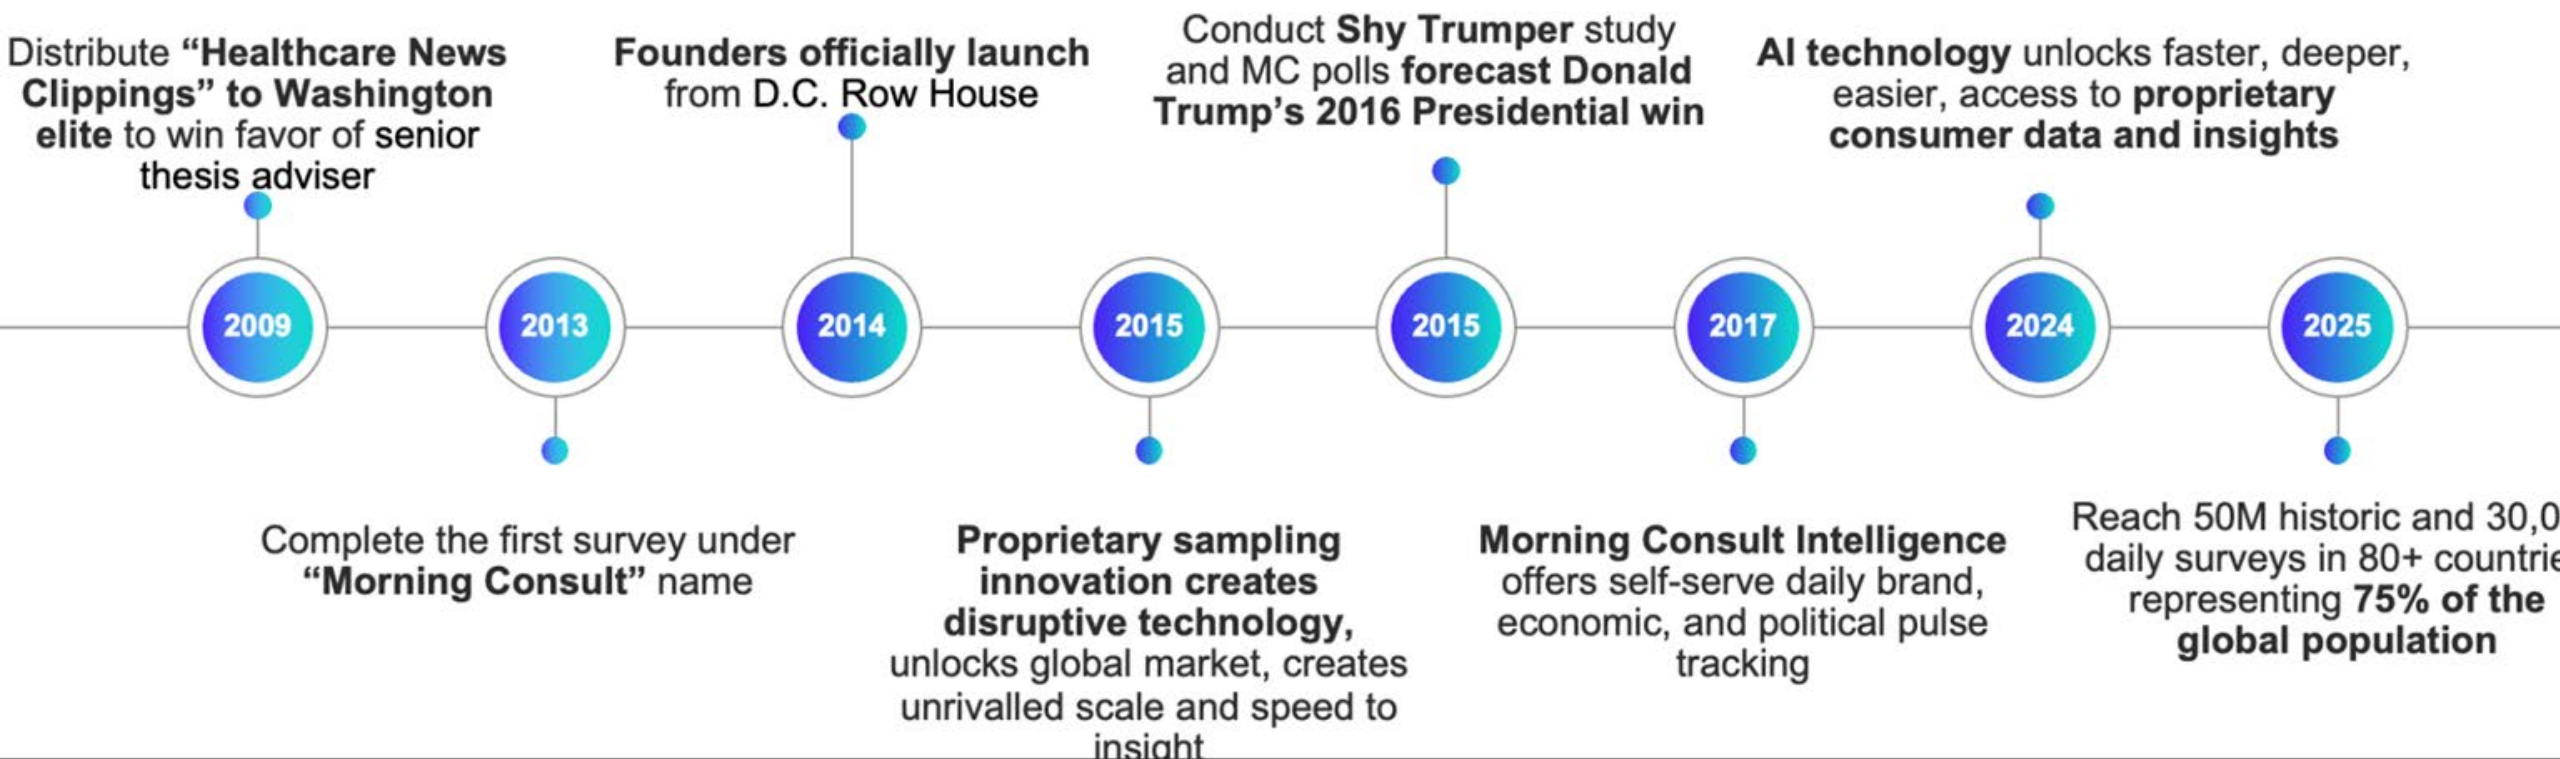 Distribute “Healthcare News
Clippings” to Washington
elite to win favor of senior
thesis adviser
Founders officially launch
from D.C. Row House
Conduct Shy Trumper study
and MC polls forecast Donald
Trump’s 2016 Presidential win
AI technology unlocks faster, deeper,
easier, access to proprietary
consumer data and insights
2009
2013
2014
2015
2015
2017
2024
2025
Complete the first survey under
“Morning Consult” name
Proprietary sampling
innovation creates
disruptive technology,
unlocks global market, creates
unrivalled scale and speed to
insight
Morning Consult Intelligence
offers self-serve daily brand,
economic, and political pulse
tracking
Reach 50M historic and
daily surveys in 80+
representing 75% of the
global population